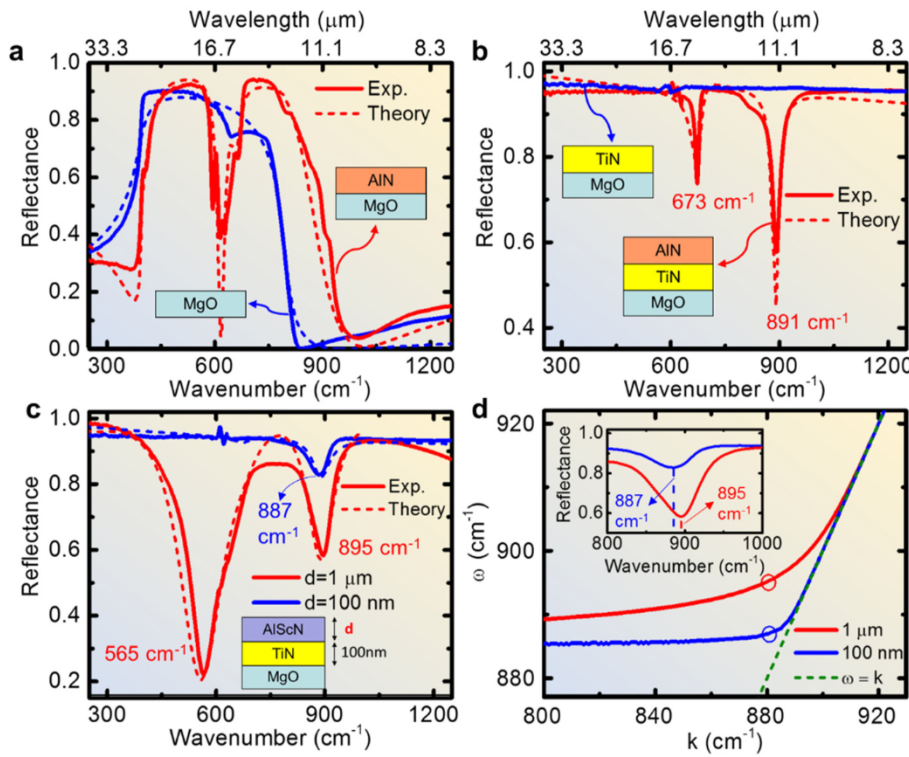 Wavelength (μm)
33.3 16.7 11.1 8.3
a
1.0
0.8
0.6
0.4
0.2
0.0
Reflectance
Exp.
Theory
AlN
MgO
MgO
300 600 900 1200
Wavenumber (cm⁻¹)
Wavelength (μm)
33.3 16.7 11.1 8.3
b
1.0
0.8
0.6
0.4
Reflectance
TiN
MgO
673 cm⁻¹
Exp.
Theory
AlN
TiN
MgO
891 cm⁻¹
300 600 900 1200
Wavenumber (cm⁻¹)
c
1.0
0.8
0.6
0.4
0.2
Reflectance
887
cm⁻¹
Exp.
Theory
895 cm⁻¹
d=1 μm
d=100 nm
565 cm⁻¹
AlScN
d
TiN
100nm
MgO
300 600 900 1200
Wavenumber (cm⁻¹)
d
920
900
880
ω (cm⁻¹)
1.0
0.8
0.6
Reflectance
887
cm⁻¹
895
cm⁻¹
800 900 1000
Wavenumber (cm⁻¹)
1 μm
100 nm
ω = k
800 840 880 920
k (cm⁻¹)